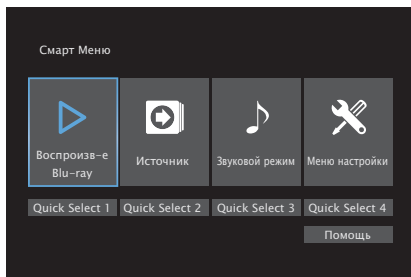 Смарт Меню
Воспроизв-е
Blu-ray
Источник
Звуковой режим
Меню настройки
Quick Select 1
Quick Select 2
Quick Select 3
Quick Select 4
Помощь